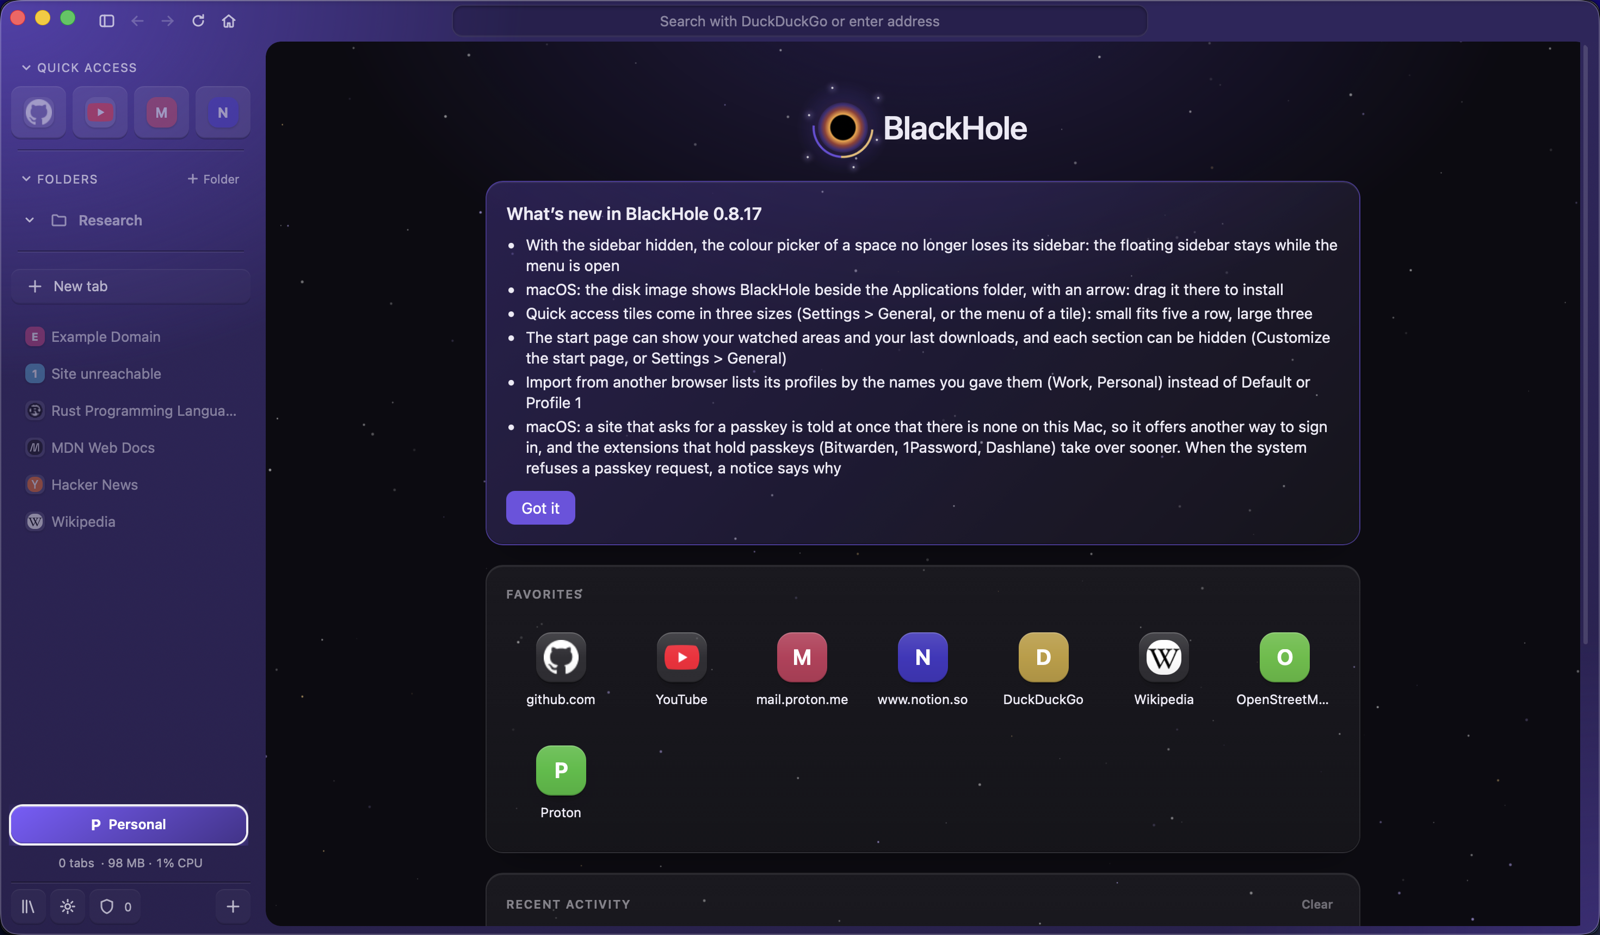 Search with DuckDuckGo or enter address
QUICK ACCESS
M
N
FOLDERS
+ Folder
Research
+ New tab
E Example Domain
1 Site unreachable
Rust Programming Langua...
M MDN Web Docs
Y Hacker News
W Wikipedia
P Personal
0 tabs · 98 MB · 1% CPU
0
+
BlackHole
What's new in BlackHole 0.8.17
• With the sidebar hidden, the colour picker of a space no longer loses its sidebar: the floating sidebar stays while the
menu is open
• macOS: the disk image shows BlackHole beside the Applications folder, with an arrow: drag it there to install
• Quick access tiles come in three sizes (Settings > General, or the menu of a tile): small fits five a row, large three
• The start page can show your watched areas and your last downloads, and each section can be hidden (Customize
the start page, or Settings > General)
• Import from another browser lists its profiles by the names you gave them (Work, Personal) instead of Default or
Profile 1
• macOS: a site that asks for a passkey is told at once that there is none on this Mac, so it offers another way to sign
in, and the extensions that hold passkeys (Bitwarden, 1Password, Dashlane) take over sooner. When the system
refuses a passkey request, a notice says why
Got it
FAVORITES
M
N
D
W
O
github.com
YouTube
mail.proton.me
www.notion.so
DuckDuckGo
Wikipedia
OpenStreetM...
P
Proton
RECENT ACTIVITY
Clear